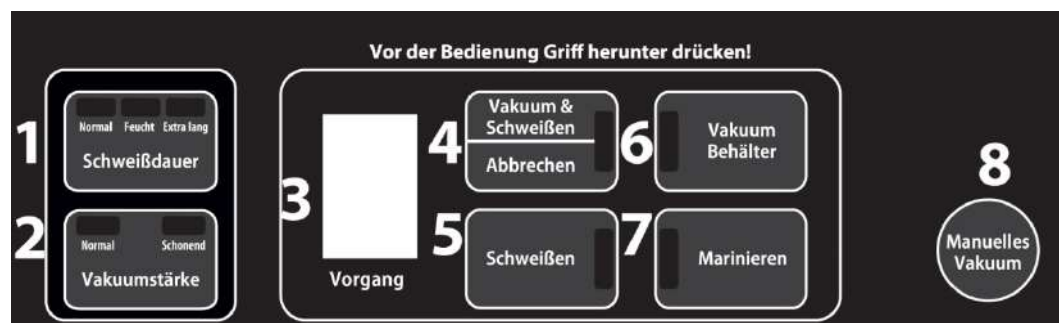 Vor der Bedienung Griff herunter drücken!
1
Normal Feucht Extra lang
Schweißdauer
2
Normal Schonend
Vakuumstärke
3
Vorgang
4
Vakuum &
Schweißen
Abbrechen
5
Schweißen
6
Vakuum
Behälter
7
Marinieren
8
Manuelles
Vakuum